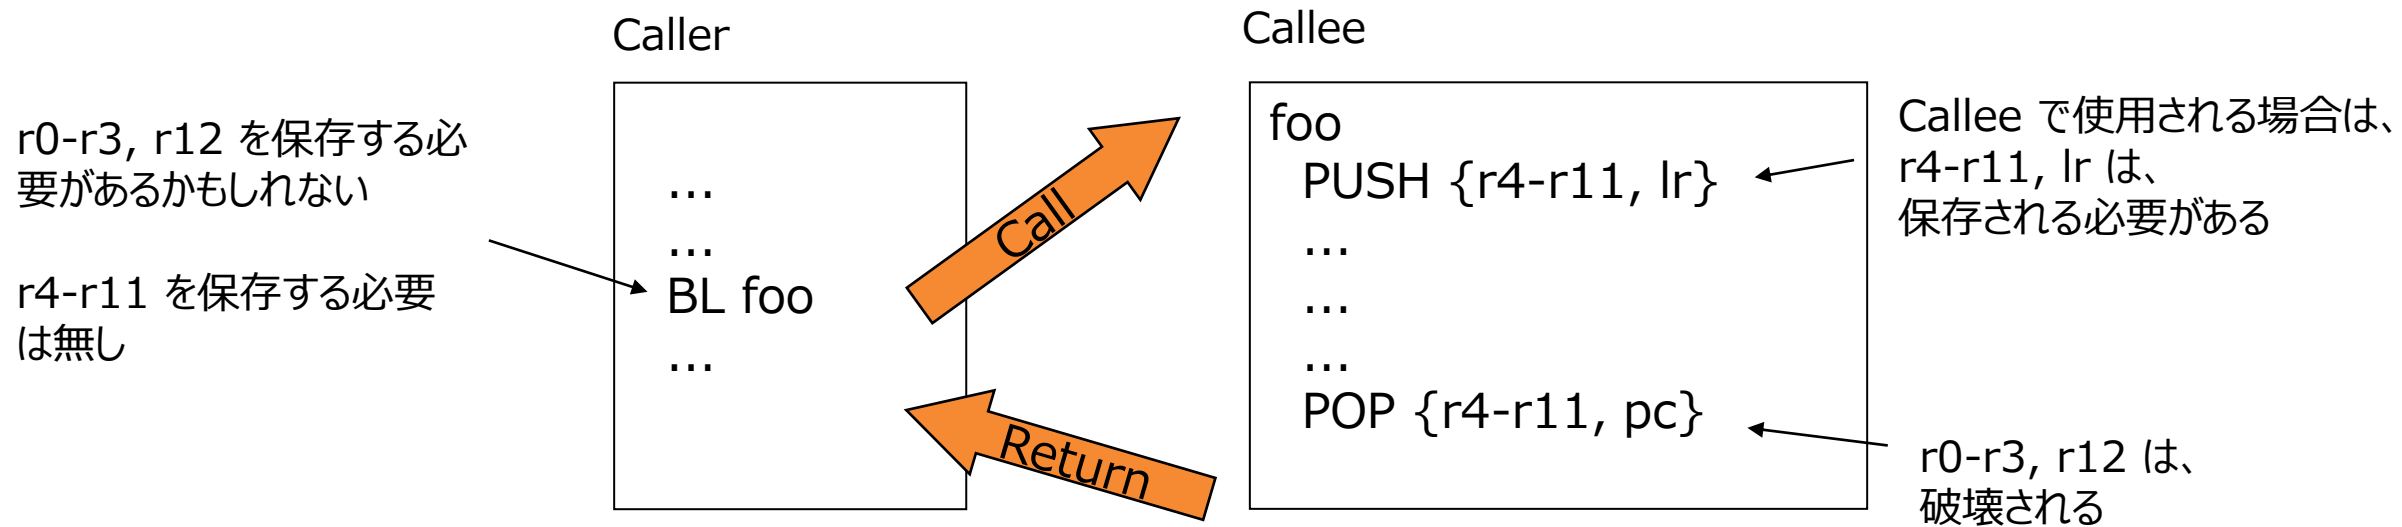 Caller
Callee
r0-r3, r12 を保存する必
要があるかもしれない
r4-r11 を保存する必要
は無し
...
...
BL foo
...
Call
Return
foo
PUSH {r4-r11, lr}
...
...
...
POP {r4-r11, pc}
Callee で使用される場合は、
r4-r11, lr は、
保存される必要がある
r0-r3, r12 は、
破壊される